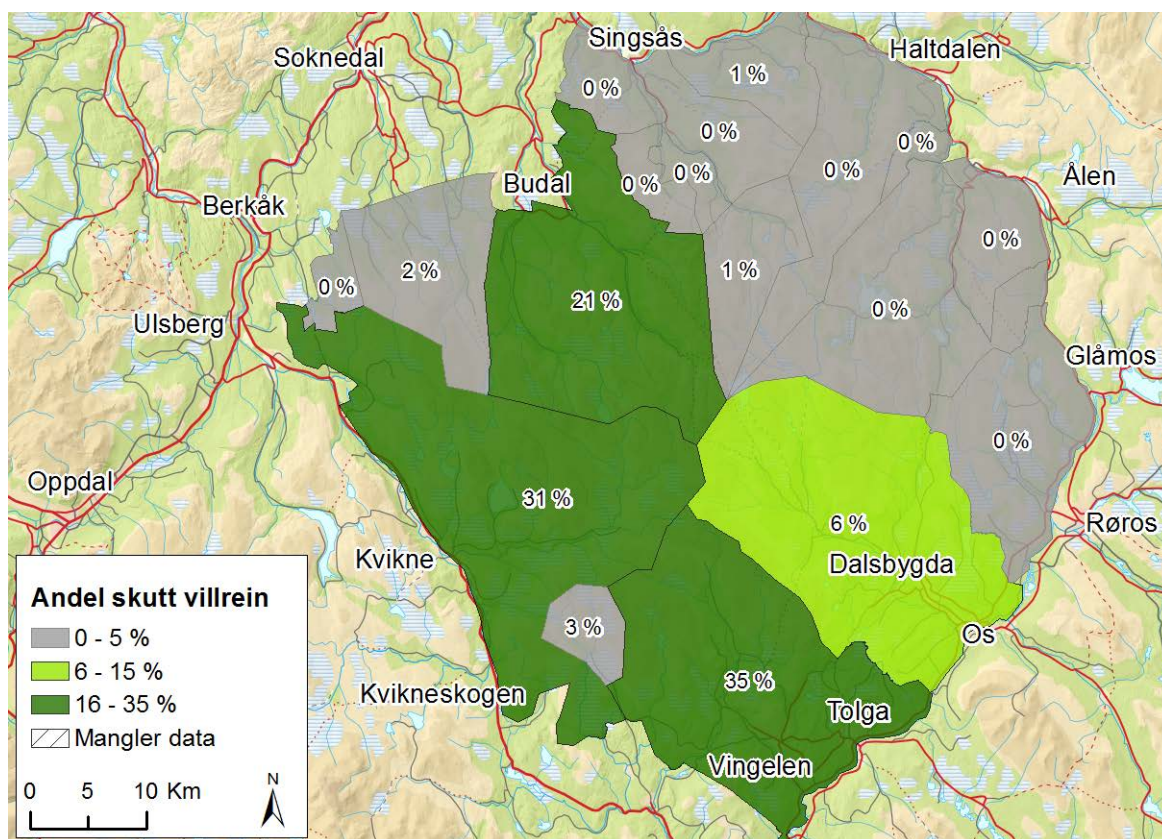 Singsås
Haltdalen
Soknedal
1 %
0 %
0 %
0 %
0 %
0 %
0 %
Ålen
Budal
Berkåk
0 %
2 %
1 %
0 %
21 %
0 %
Ulsberg
Glåmos
0 %
Oppdal
31 %
6 %
Røros
Kvikne
Dalsbygda
3 %
Os
35 %
Kvikneskogen
Tolga
Vingelen
Andel skutt villrein
0 - 5 %
6 - 15 %
16 - 35 %
Mangler data
0 5 10 Km
N